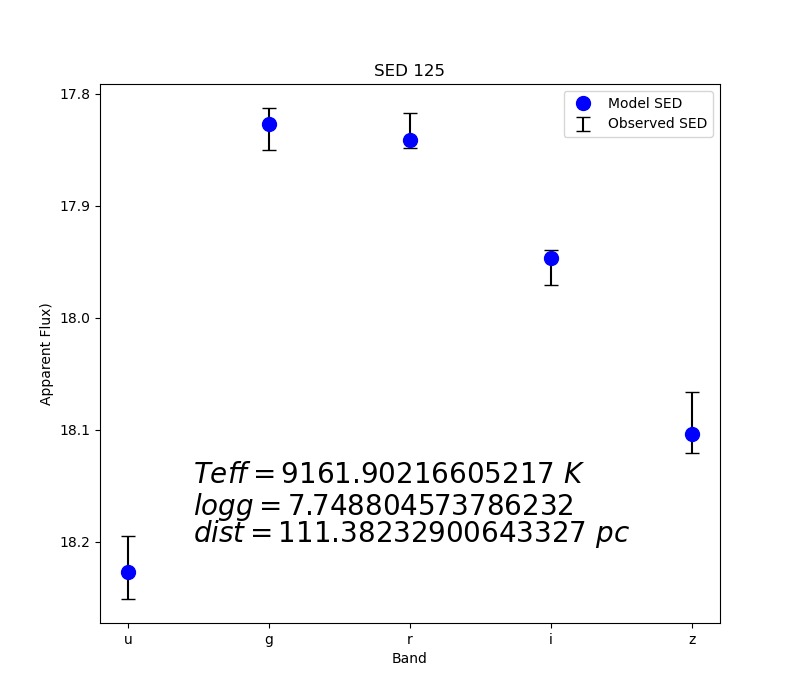 SED 125
17.8
Model SED
Observed SED
17.9
18.0
Apparent Flux)
18.1
Teff = 9161.90216605217 K
logg = 7.748804573786232
dist = 111.38232900643327 pc
18.2
u g r i z
Band